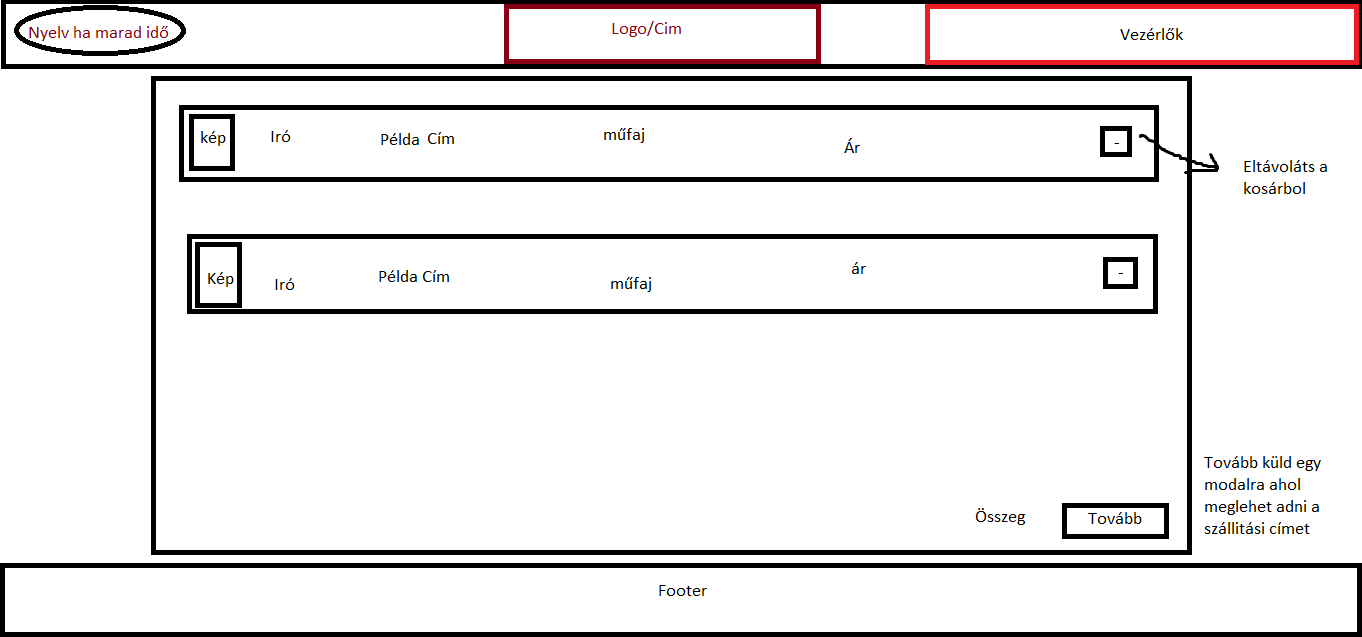 Nyelv ha marad idő
Logo/Cim
Vezérlők
kép
Iró
Példa Cím
műfaj
Ár
-
Eltávoláts a
kosárbol
Kép
Iró
Példa Cím
műfaj
ár
-
Összeg
Tovább
Tovább küld egy
modalra ahol
meglehet adni a
szállitási címet
Footer